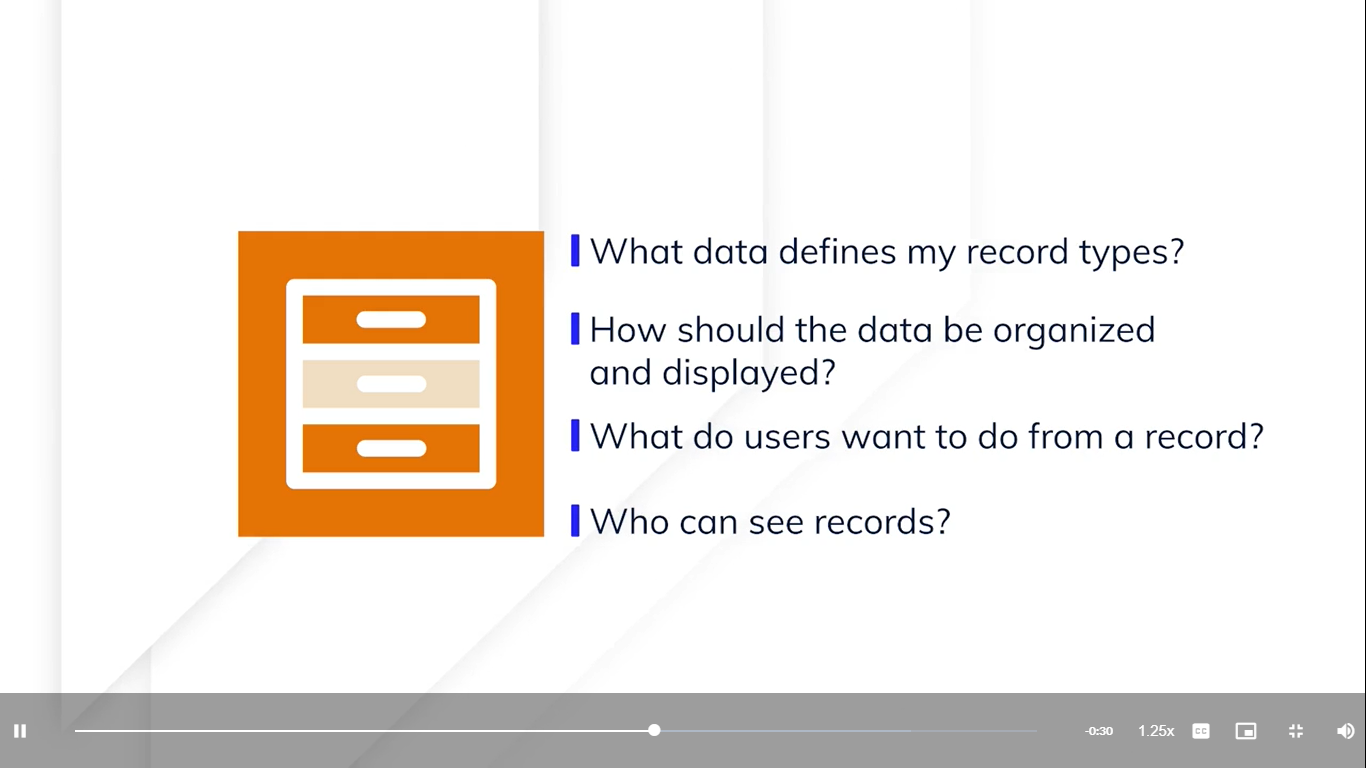 What data defines my record types?
How should the data be organized
and displayed?
What do users want to do from a record?
Who can see records?
-0:30
1.25x
CC